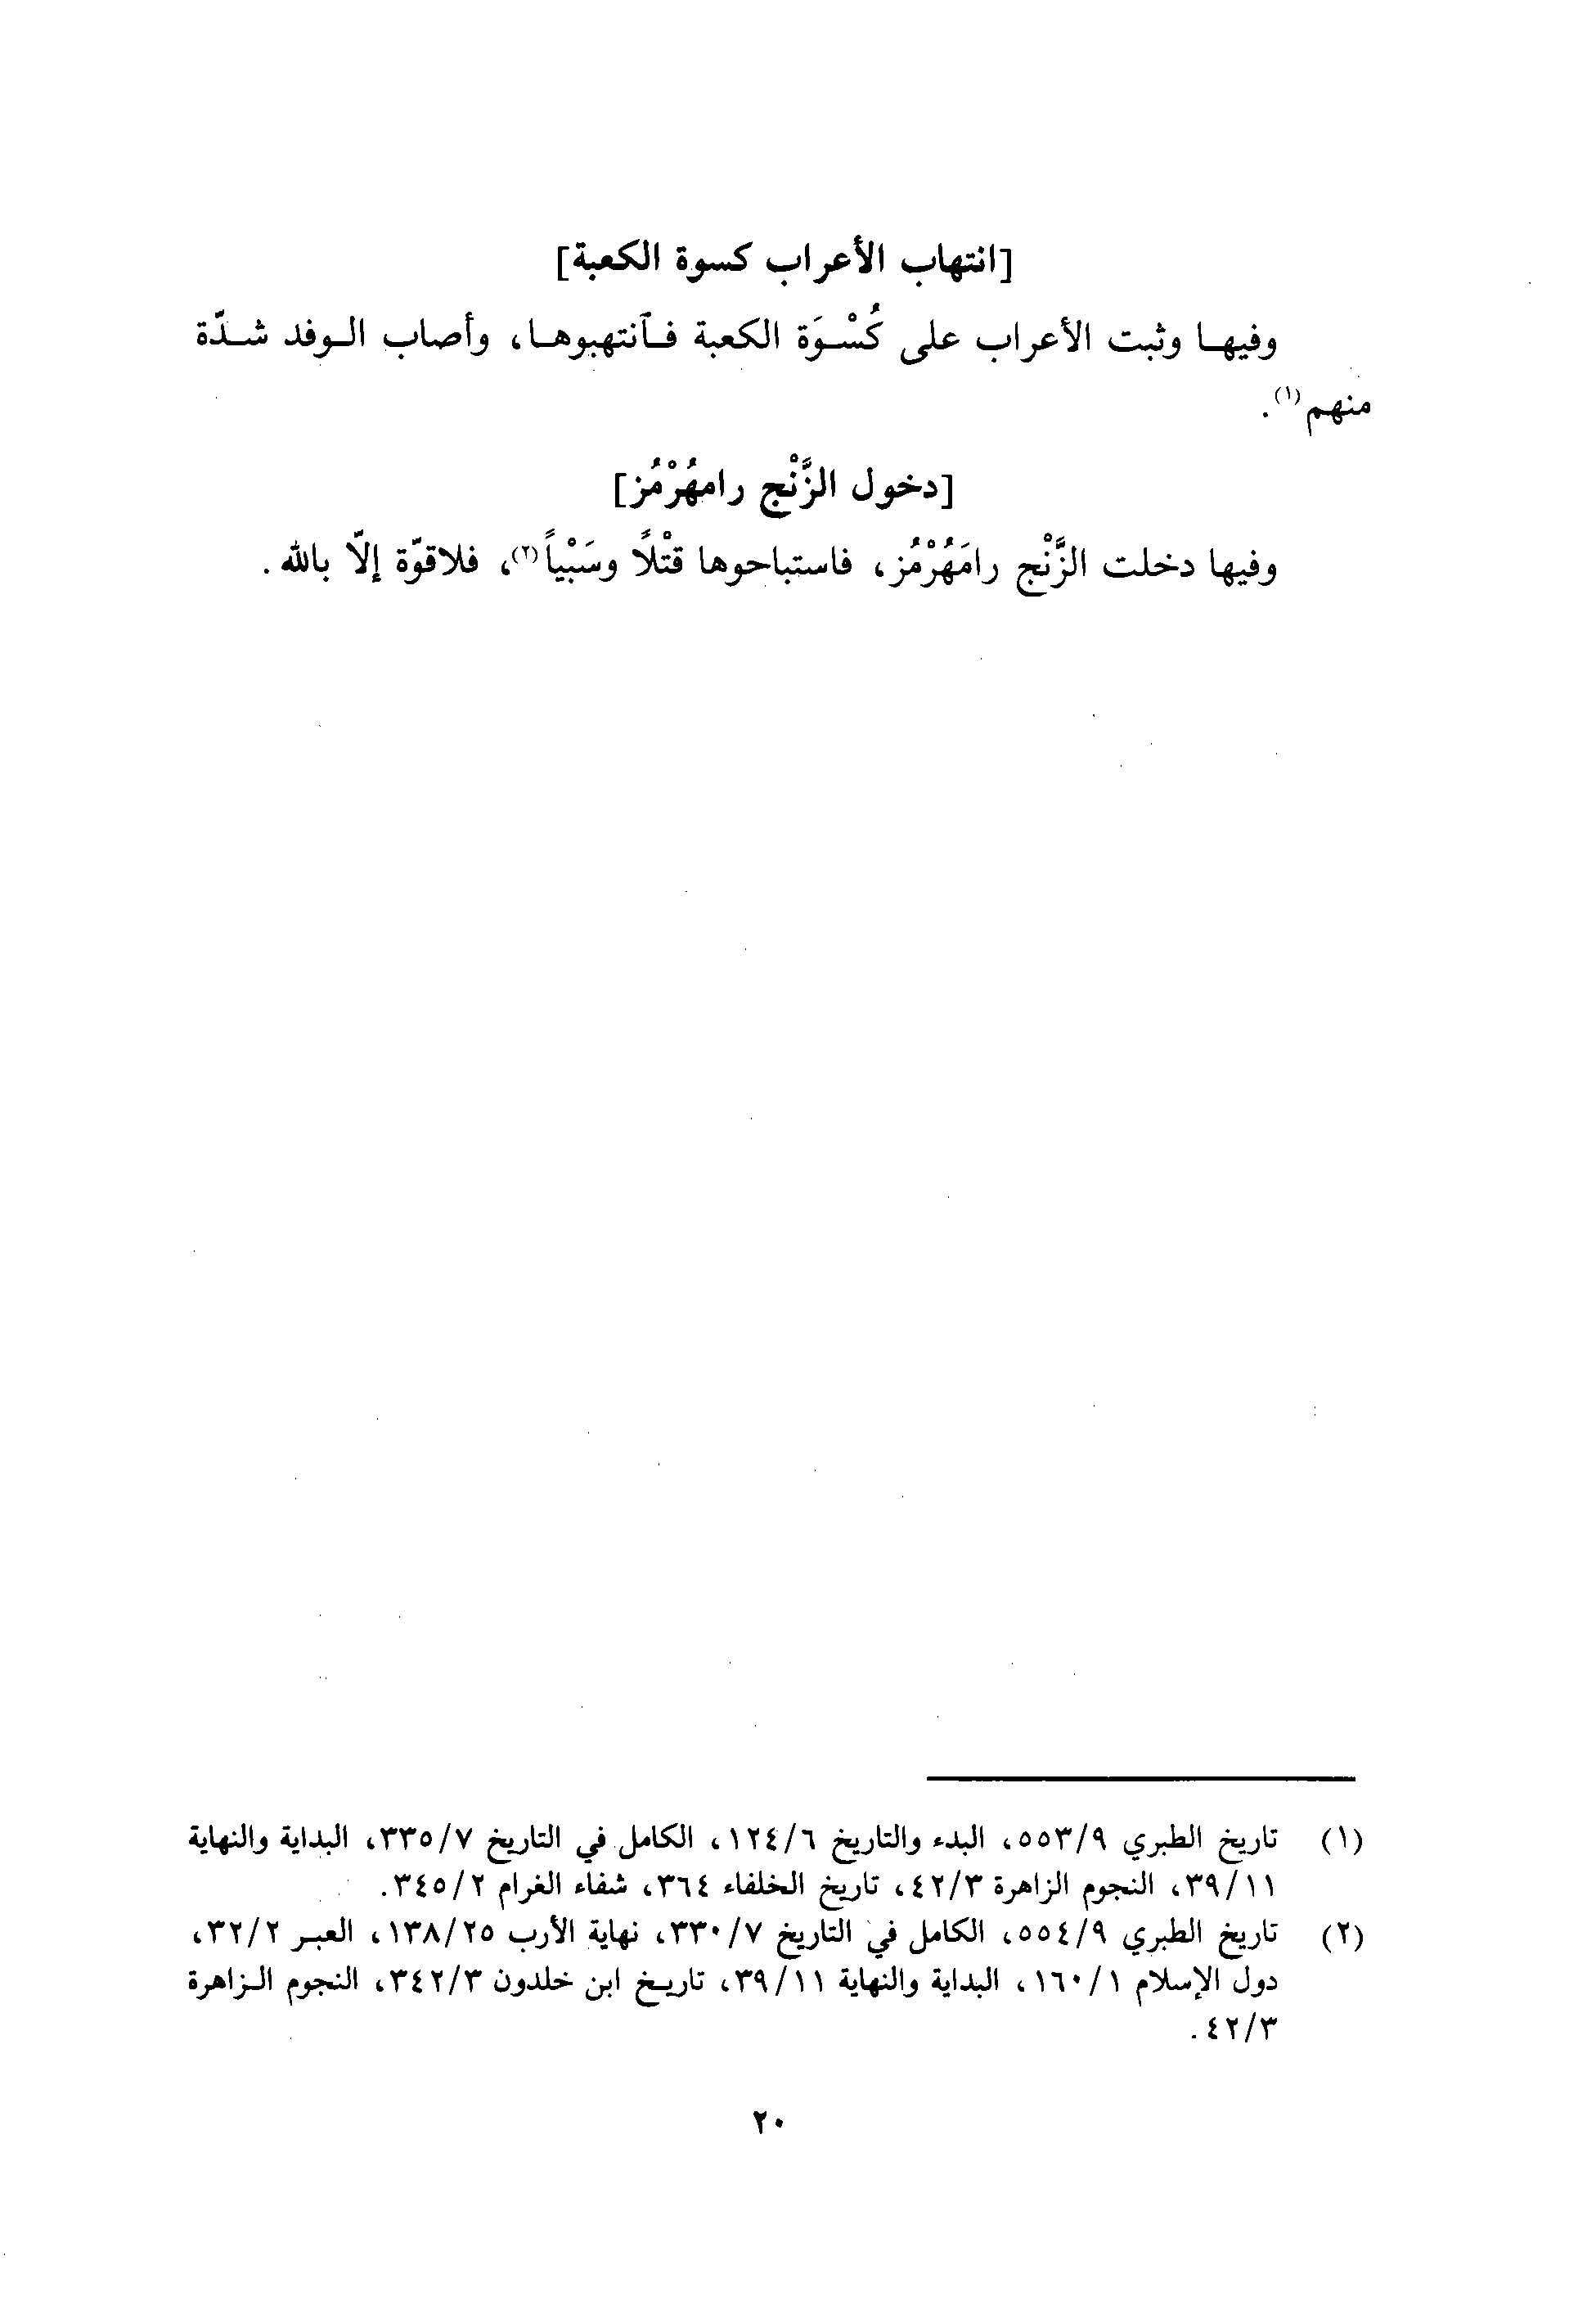 [انتهاب الأعراب كسوة الكعبة]
وفيها وثبت الأعراب على كُسْوَة الكعبة فٱنتهبوها، وأصاب الوفد شدّة
منهم(١).
[دخول الزَّنْج رامهُرْمُز]
وفيها دخلت الزَّنْج رامَهُرْمُز، فاستباحوها قتْلاً وسَبْياً(٢)، فلاقوّة إلاّ بالله.
(١) تاريخ الطبري ٥٥٣/٩، البدء والتاريخ ١٢٤/٦، الكامل في التاريخ ٣٣٥/٧، البداية والنهاية
٣٩/١١، النجوم الزاهرة ٤٢/٣، تاريخ الخلفاء ٣٦٤، شفاء الغرام ٣٤٥/٢.
(٢) تاريخ الطبري ٥٥٤/٩، الكامل في التاريخ ٣٣٠/٧، نهاية الأرب ١٣٨/٢٥، العبر ٣٢/٢،
دول الإسلام ١٦٠/١، البداية والنهاية ٣٩/١١، تاريخ ابن خلدون ٣٤٢/٣، النجوم الزاهرة
٤٢/٣.
٢٠